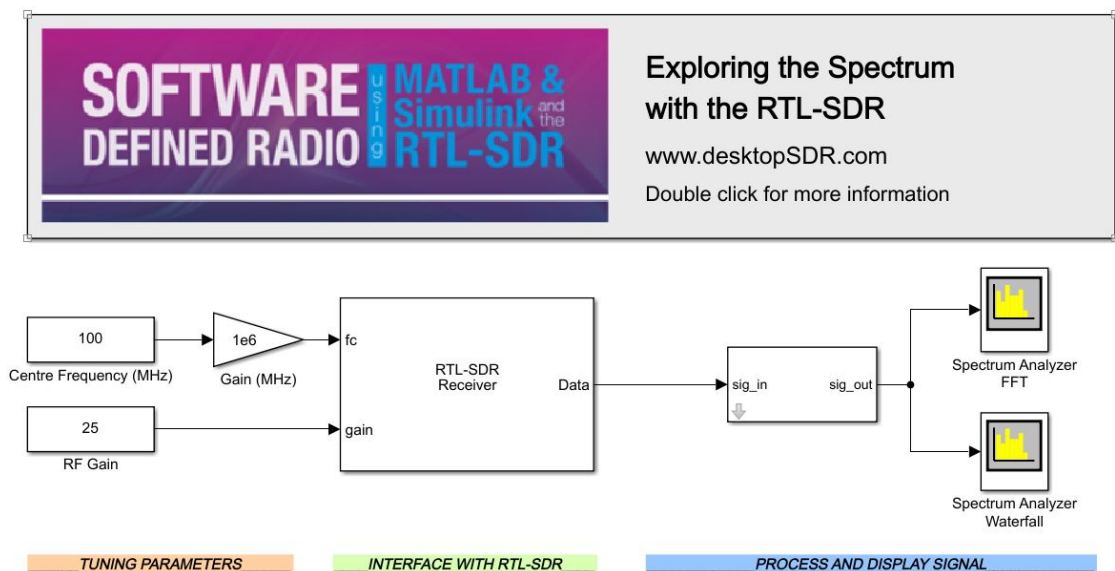 SOFTWARE
DEFINED RADIO
using
MATLAB &
Simulink and the
RTL-SDR
Exploring the Spectrum
with the RTL-SDR
www.desktopSDR.com
Double click for more information
100
Centre Frequency (MHz)
1e6
Gain (MHz)
25
RF Gain
fc
gain
RTL-SDR
Receiver
Data
sig_in
sig_out
Spectrum Analyzer
FFT
Spectrum Analyzer
Waterfall
TUNING PARAMETERS
INTERFACE WITH RTL-SDR
PROCESS AND DISPLAY SIGNAL